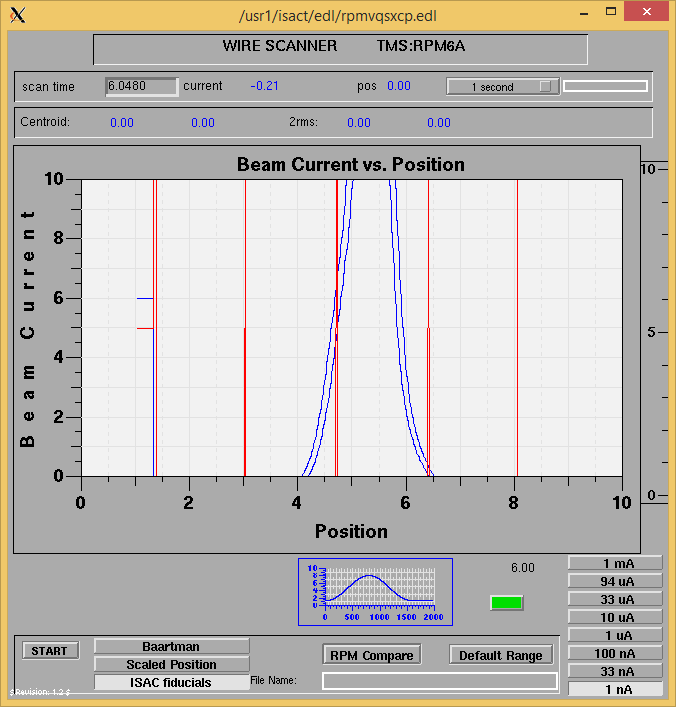 /usr1/isact/edl/rpmvqsxcp.edl
WIRE SCANNER TMS:RPM6A
scan time 6.0480 current -0.21 pos 0.00 1 second
Centroid: 0.00 0.00 2rms: 0.00 0.00
Beam Current vs. Position
Beam Current
10
8
6
4
2
0
0 2 4 6 8 10
Position
10
5
0
10
8
6
4
2
0
0 500 1000 1500 2000
6.00
1 mA
94 uA
33 uA
10 uA
1 uA
100 nA
33 nA
1 nA
START
Baartman
Scaled Position
ISAC fiducials
RPM Compare
Default Range
File Name:
$Revision: 1.2 $